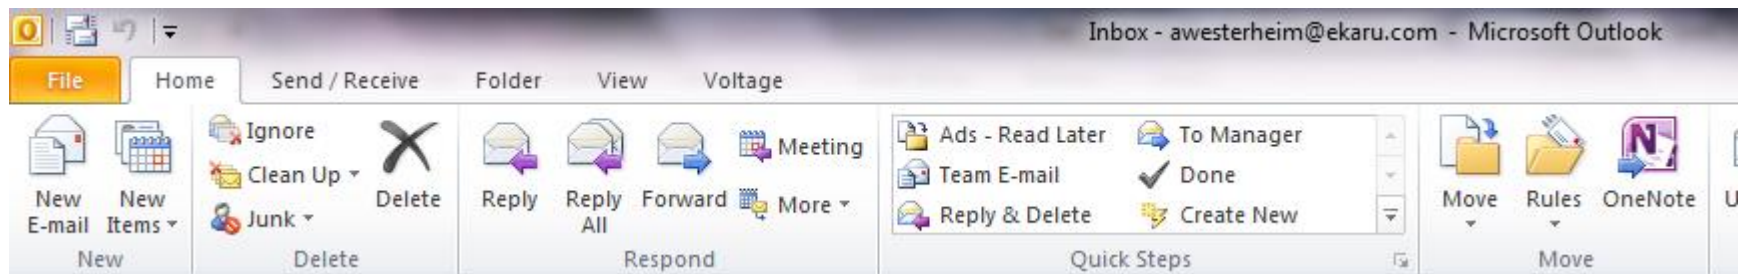 Inbox - awesterheim@ekaru.com - Microsoft Outlook
File Home Send / Receive Folder View Voltage
New E-mail
New Items
New
Ignore
Clean Up
Junk
Delete
Delete
Reply
Reply All
Forward
Meeting
More
Respond
Ads - Read Later
Team E-mail
Reply & Delete
To Manager
Done
Create New
Quick Steps
Move
Rules
OneNote
Move